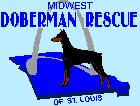 MIDWEST
DOBERMAN RESCUE
OF ST. LOUIS